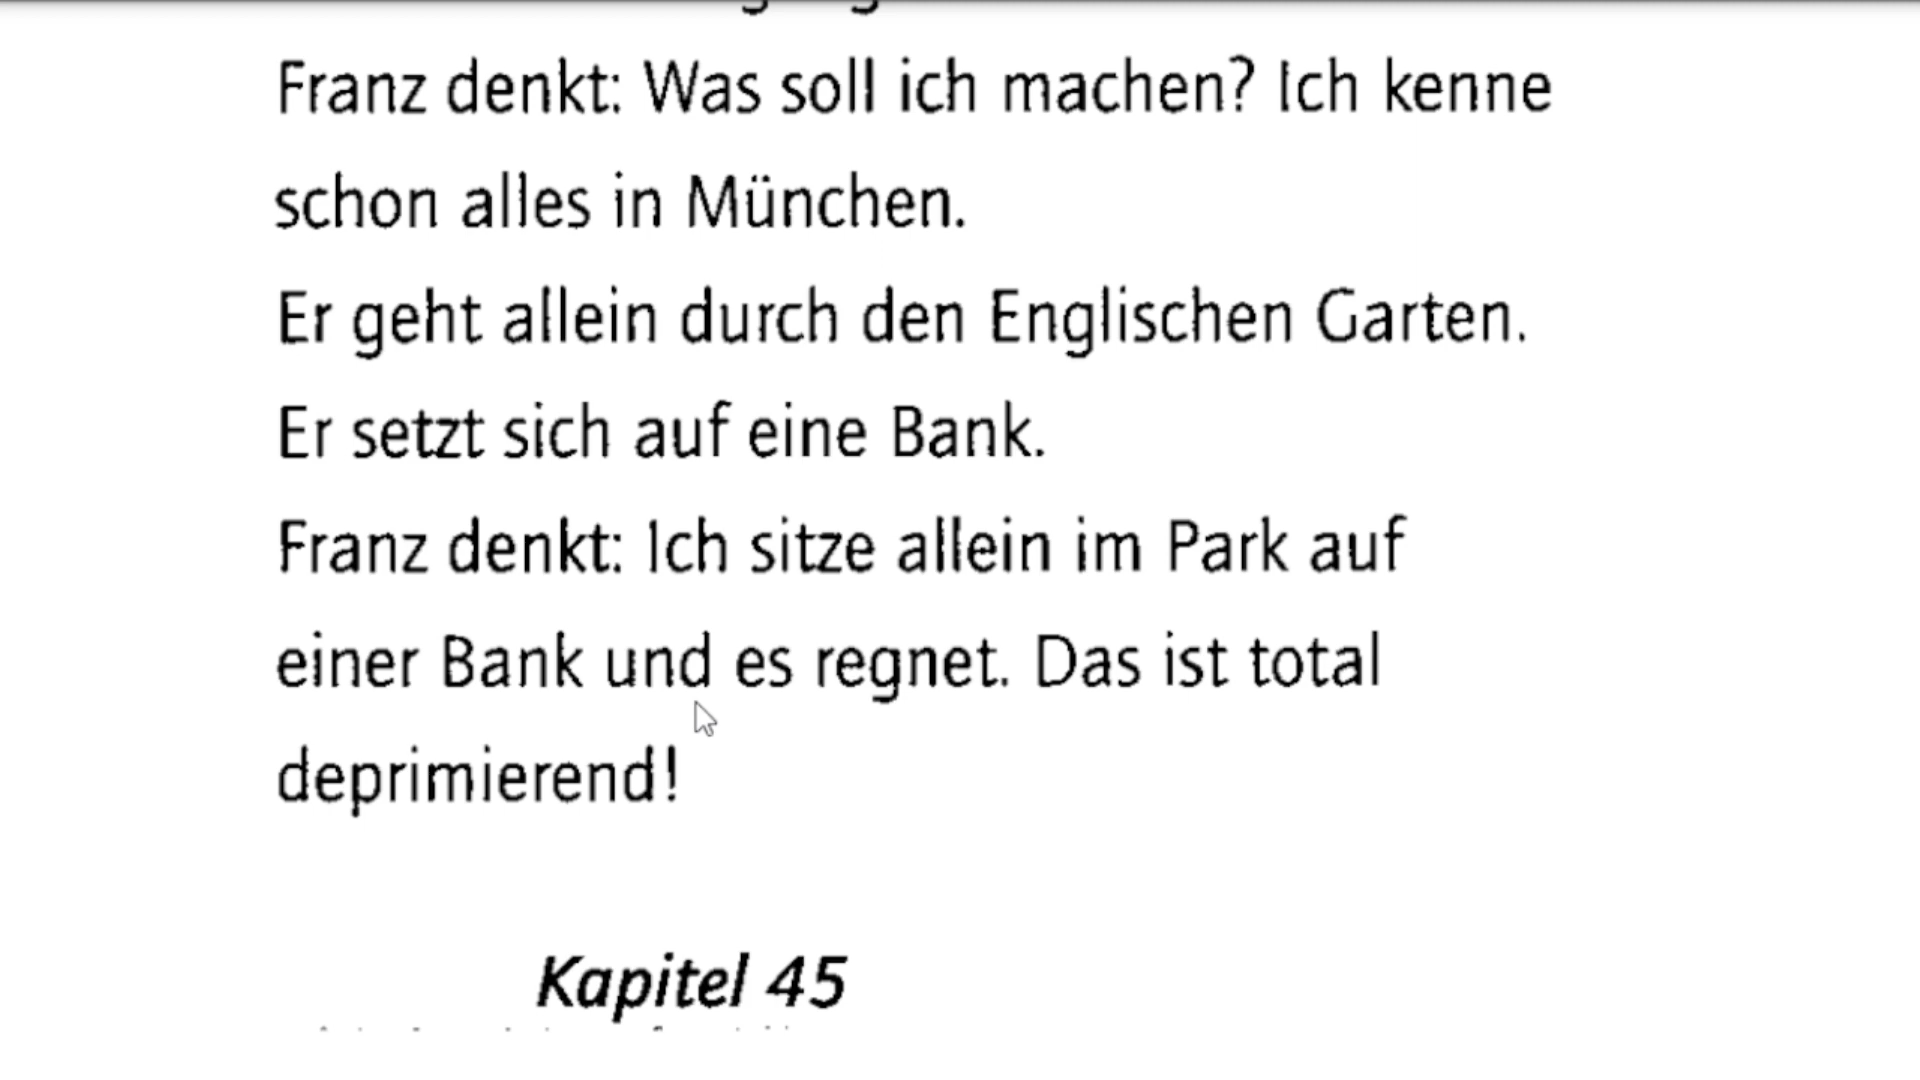 Franz denkt: Was soll ich machen? Ich kenne
schon alles in München.
Er geht allein durch den Englischen Garten.
Er setzt sich auf eine Bank.
Franz denkt: Ich sitze allein im Park auf
einer Bank und es regnet. Das ist total
deprimierend!
Kapitel 45